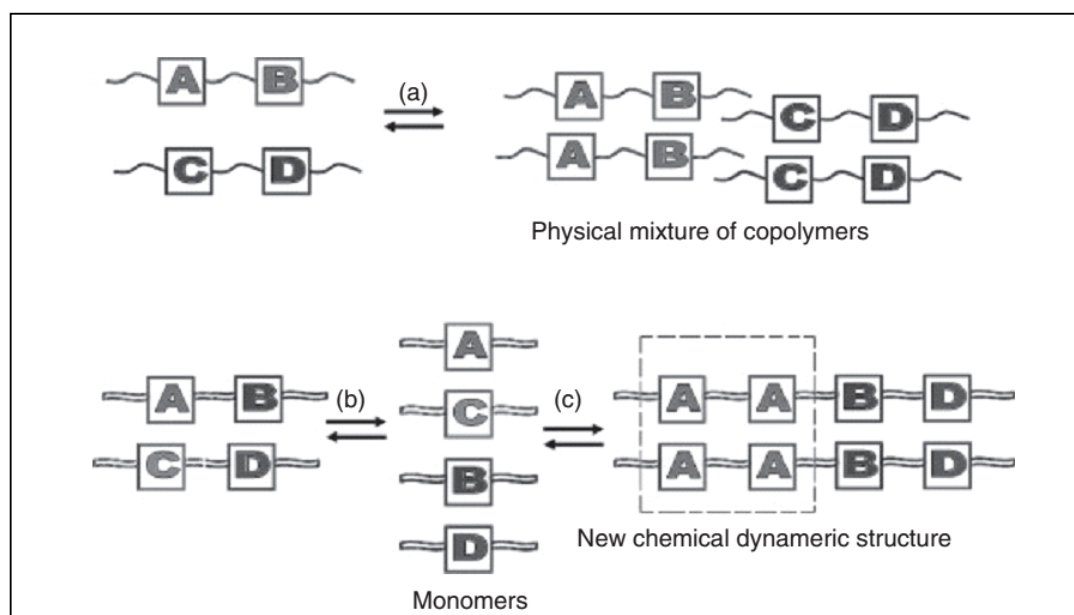 A B
C D
(a)
A B
A B
C D
C D
Physical mixture of copolymers
A B
C D
(b)
A
C
B
D
Monomers
(c)
A A B D
A A B D
New chemical dynameric structure